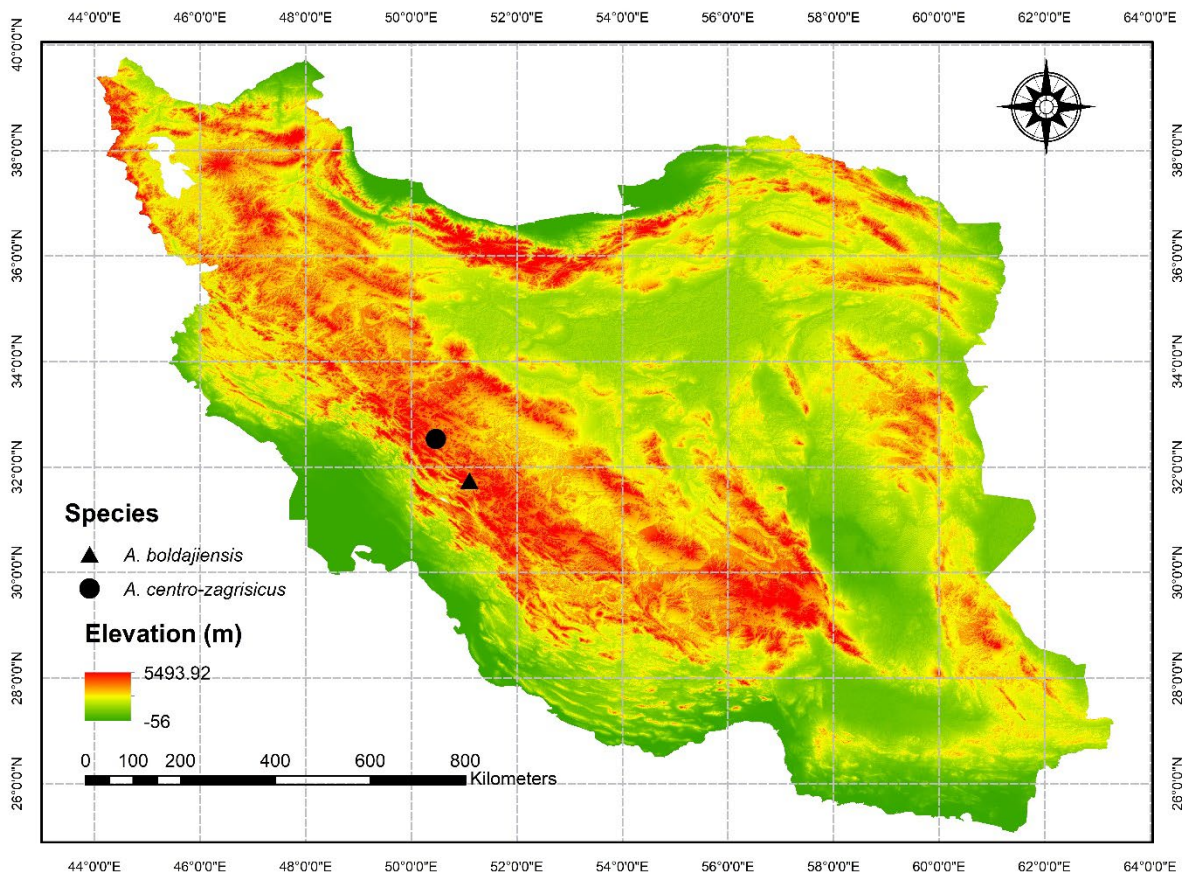 44°0'0"E 46°0'0"E 48°0'0"E 50°0'0"E 52°0'0"E 54°0'0"E 56°0'0"E 58°0'0"E 60°0'0"E 62°0'0"E 64°0'0"E
40°0'0"N 40°0'0"N
38°0'0"N 38°0'0"N
36°0'0"N 36°0'0"N
34°0'0"N 34°0'0"N
32°0'0"N 32°0'0"N
Species
A. boldajiensis
30°0'0"N 30°0'0"N
A. centro-zagrisicus
Elevation (m)
5493.92
28°0'0"N 28°0'0"N
-56
0 100 200 400 600 800
Kilometers
26°0'0"N 26°0'0"N
44°0'0"E 46°0'0"E 48°0'0"E 50°0'0"E 52°0'0"E 54°0'0"E 56°0'0"E 58°0'0"E 60°0'0"E 62°0'0"E 64°0'0"E